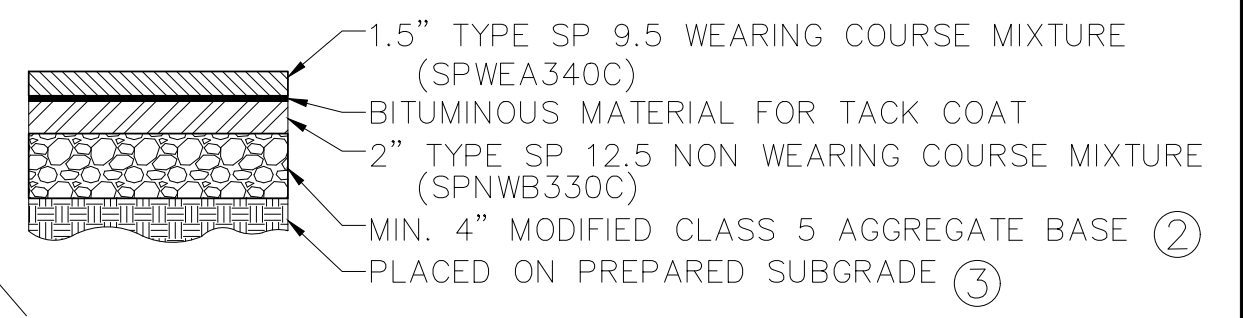 1.5” TYPE SP 9.5 WEARING COURSE MIXTURE
(SPWEA340C)
BITUMINOUS MATERIAL FOR TACK COAT
2” TYPE SP 12.5 NON WEARING COURSE MIXTURE
(SPNWB330C)
MIN. 4” MODIFIED CLASS 5 AGGREGATE BASE ②
PLACED ON PREPARED SUBGRADE ③